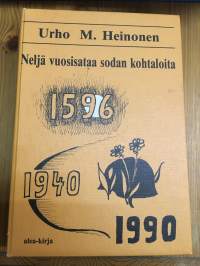 Urho M. Heinonen
Neljä vuosisataa sodan kohtaloita
1596
1940
1990
alea-kirja